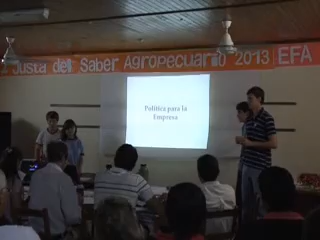 Justa del Saber Agropecuario 2013 EFA
Política para la
Empresa